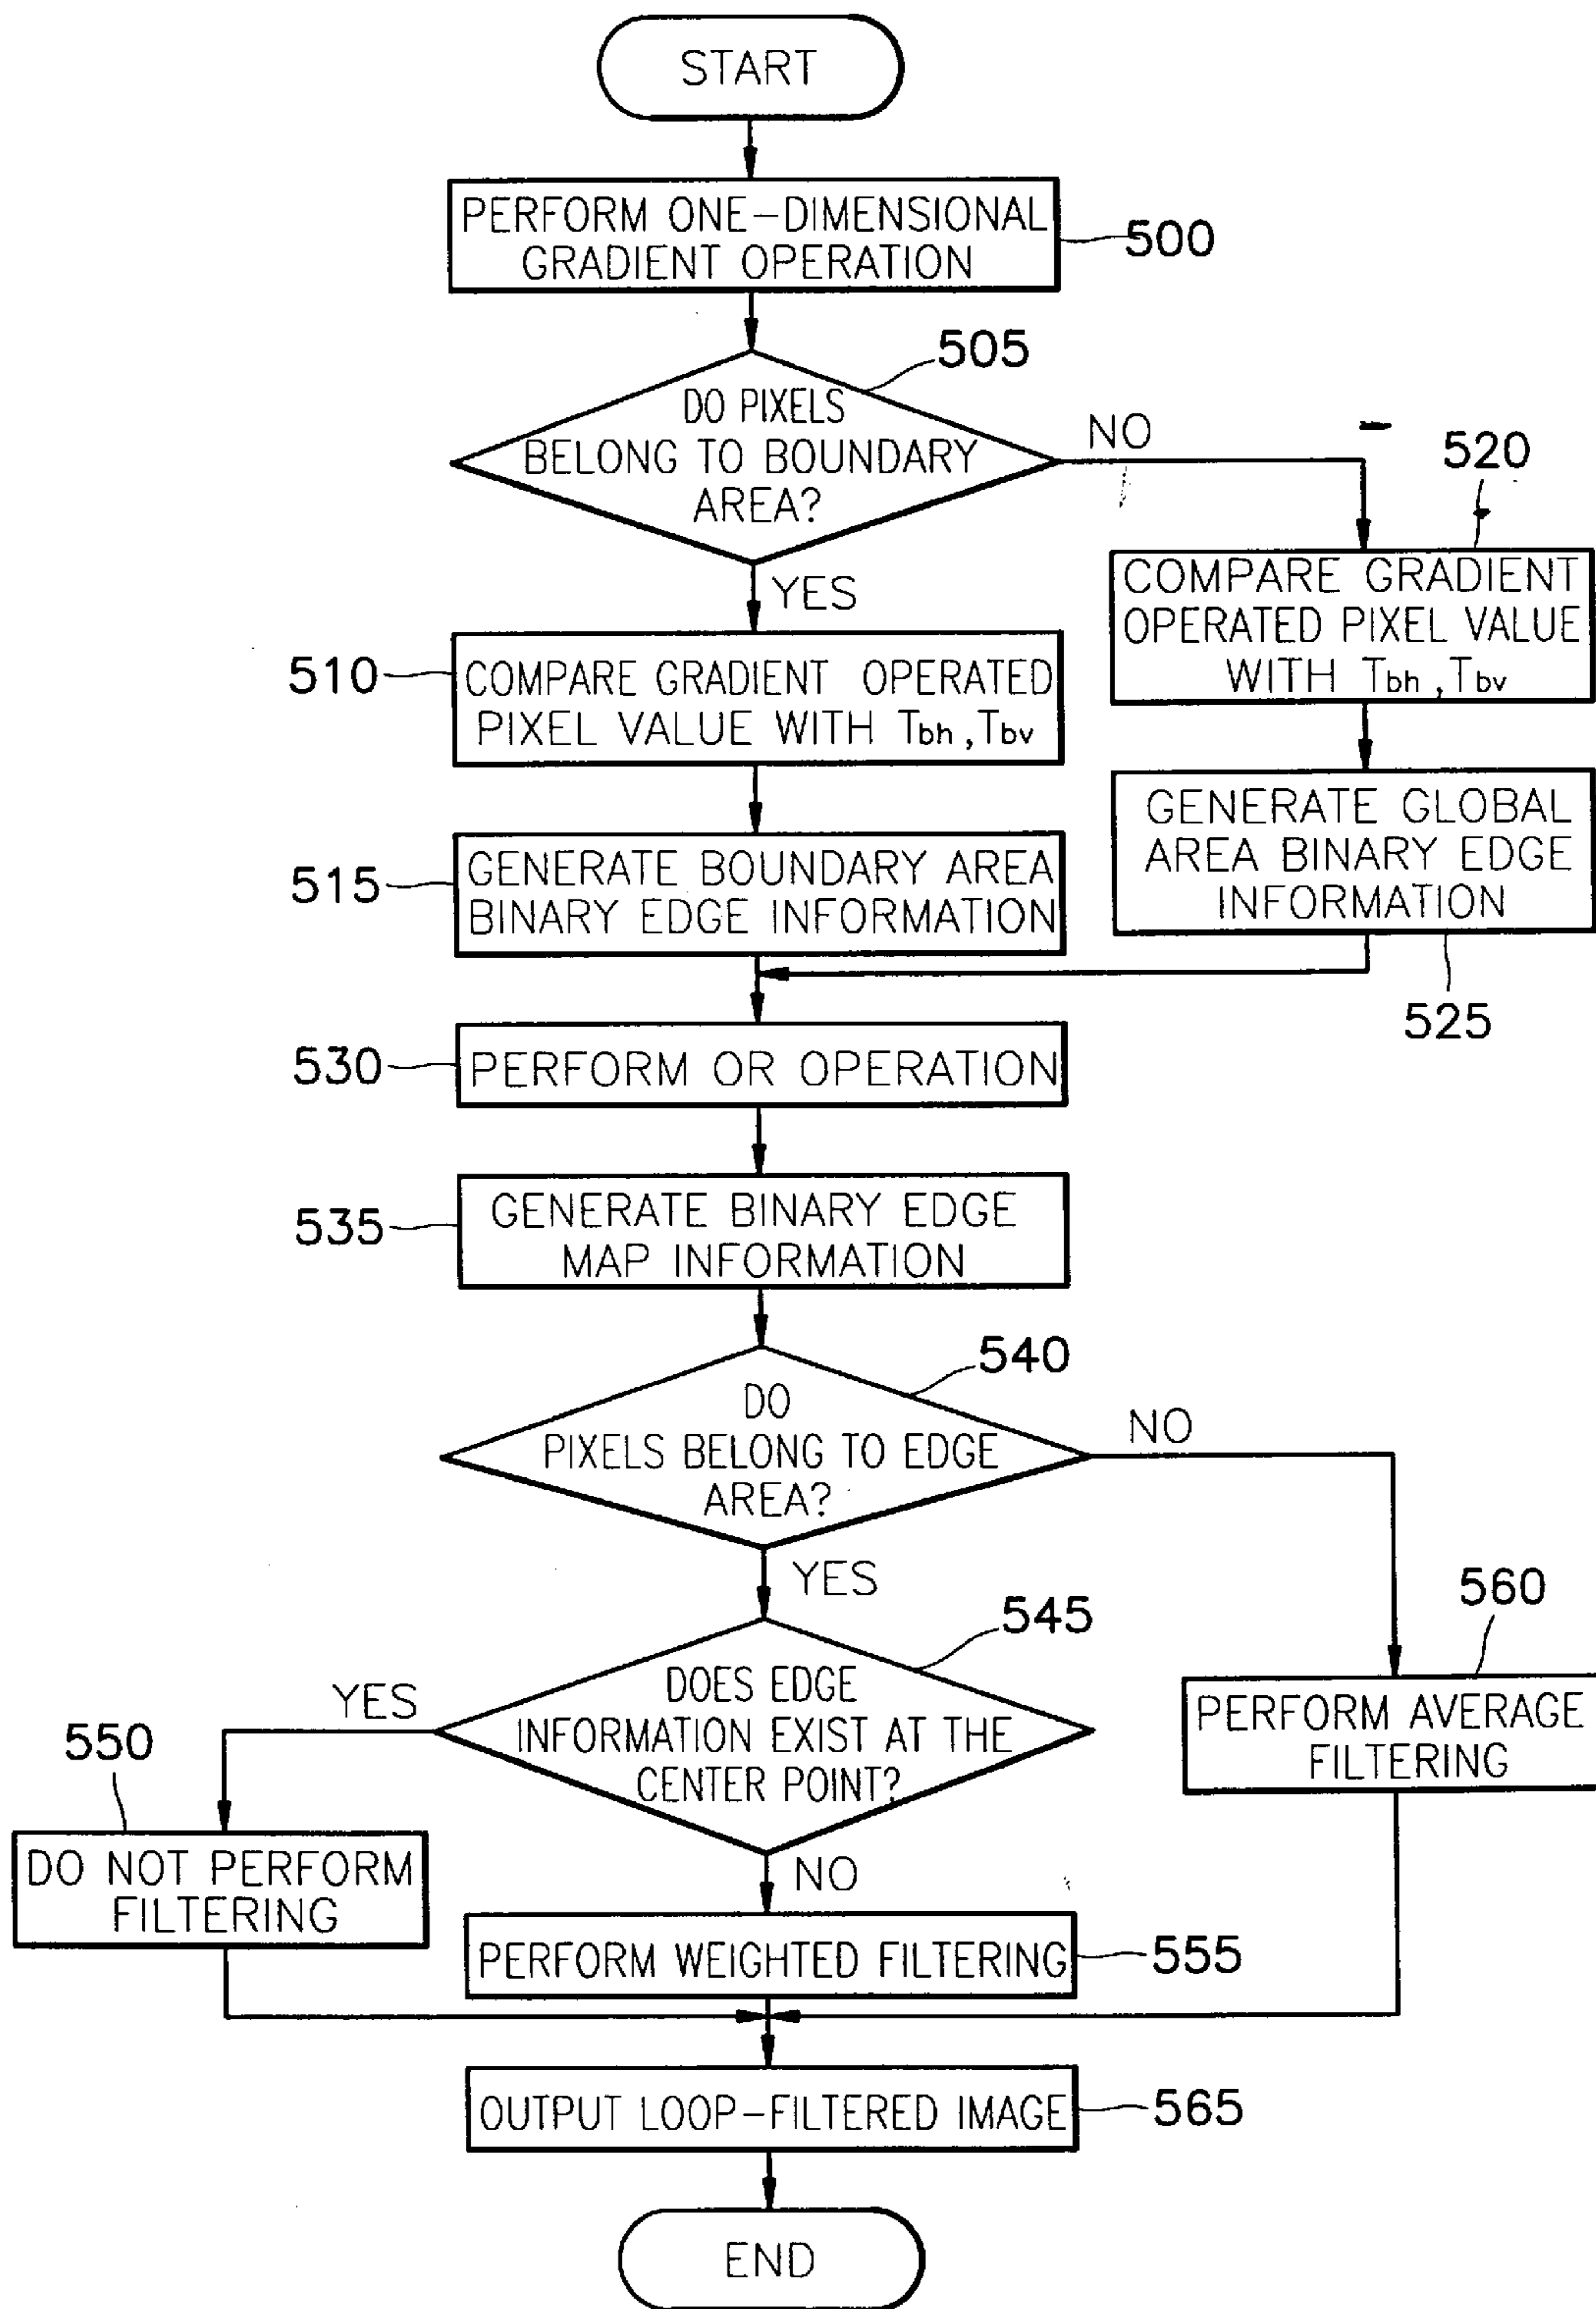 START
PERFORM ONE-DIMENSIONAL
GRADIENT OPERATION
500
505
DO PIXELS
BELONG TO BOUNDARY
AREA?
NO
YES
520
COMPARE GRADIENT
OPERATED PIXEL VALUE
WITH Tbh, Tbv
510
COMPARE GRADIENT OPERATED
PIXEL VALUE WITH Tbh, Tbv
GENERATE GLOBAL
AREA BINARY EDGE
INFORMATION
525
515
GENERATE BOUNDARY AREA
BINARY EDGE INFORMATION
530
PERFORM OR OPERATION
535
GENERATE BINARY EDGE
MAP INFORMATION
540
DO
PIXELS BELONG TO EDGE
AREA?
NO
YES
545
DOES EDGE
INFORMATION EXIST AT THE
CENTER POINT?
YES
NO
560
PERFORM AVERAGE
FILTERING
550
DO NOT PERFORM
FILTERING
PERFORM WEIGHTED FILTERING
555
OUTPUT LOOP-FILTERED IMAGE
565
END